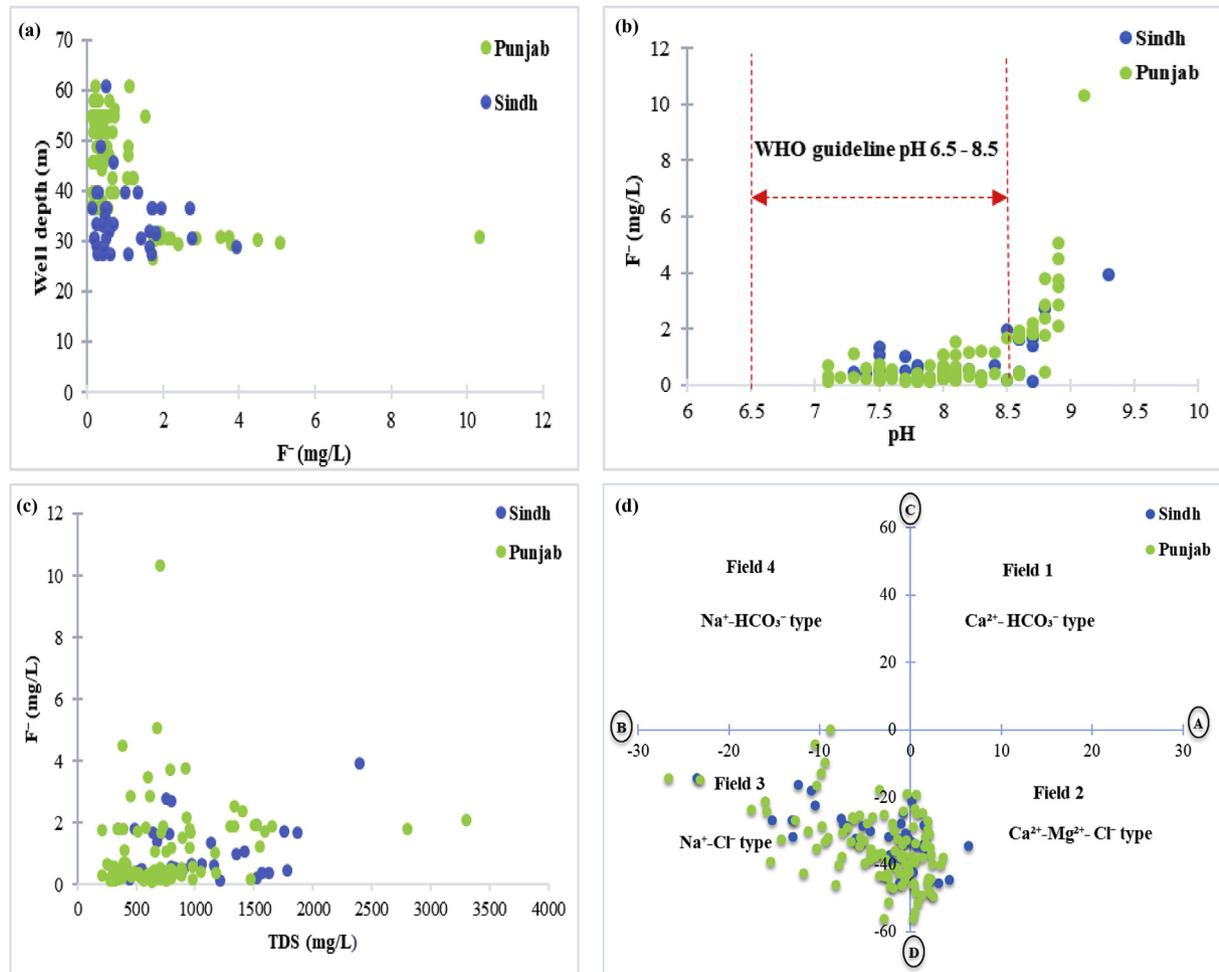 (a)
70
60
50
40
30
20
10
0
Well depth (m)
0 2 4 6 8 10 12
F⁻ (mg/L)
Punjab
Sindh
(b)
12
10
8
6
4
2
0
F⁻ (mg/L)
6 6.5 7 7.5 8 8.5 9 9.5 10
pH
WHO guideline pH 6.5 - 8.5
Sindh
Punjab
(c)
12
10
8
6
4
2
0
F⁻ (mg/L)
0 500 1000 1500 2000 2500 3000 3500 4000
TDS (mg/L)
Sindh
Punjab
(d)
C
60
40
20
0
-20
-40
-60
D
B
A
-30 -20 -10 0 10 20 30
Field 4
Na⁺-HCO₃⁻ type
Field 1
Ca²⁺- HCO₃⁻ type
Field 3
Na⁺-Cl⁻ type
Field 2
Ca²⁺-Mg²⁺- Cl⁻ type
Sindh
Punjab